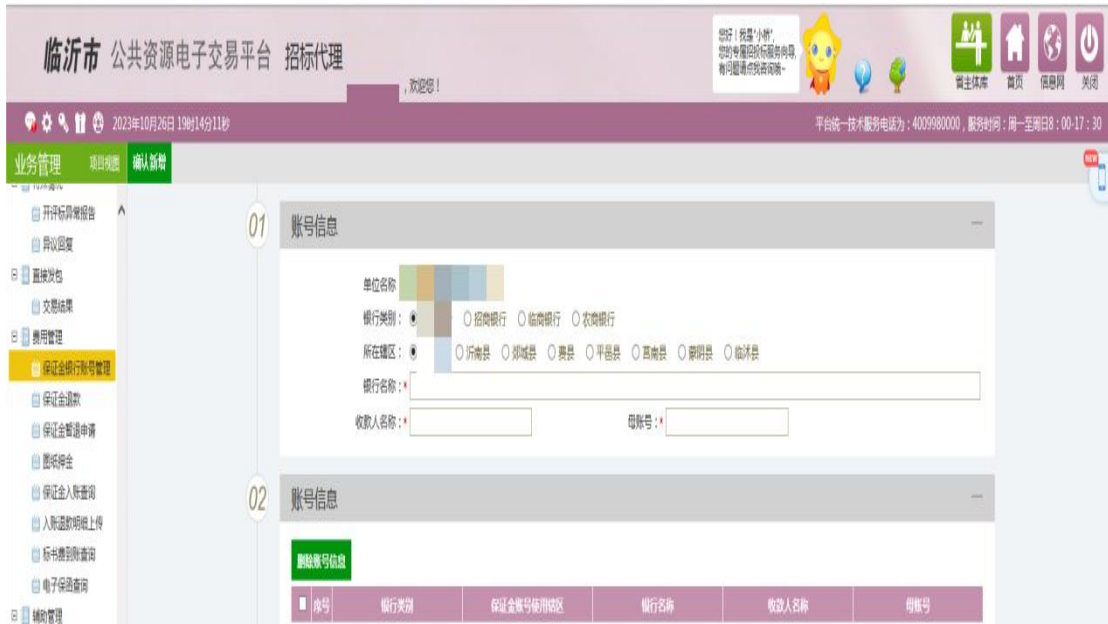 临沂市 公共资源电子交易平台 招标代理
，欢迎您！
您好！我是"小桥",
您的专属招投标服务向导,
有问题请点我咨询哦~
省主体库 首页 信息网 关闭
2023年10月26日 19时14分11秒
平台统一技术服务电话为：4009980000，服务时间：周一至周日8：00-17：30
业务管理 项目视图 确认新增
NEW
开评标异常报告
异议回复
直接发包
交易结果
费用管理
保证金银行账号管理
保证金退款
保证金暂退申请
图纸押金
保证金入账查询
入账退款明细上传
标书费到账查询
电子保函查询
辅助管理
01 账号信息
单位名称
银行类别： 招商银行 临商银行 农商银行
所在辖区： 沂南县 郯城县 费县 平邑县 莒南县 蒙阴县 临沭县
银行名称：*
收款人名称：* 母账号：*
02 账号信息
删除账号信息
序号 银行类别 保证金账号使用辖区 银行名称 收款人名称 母账号